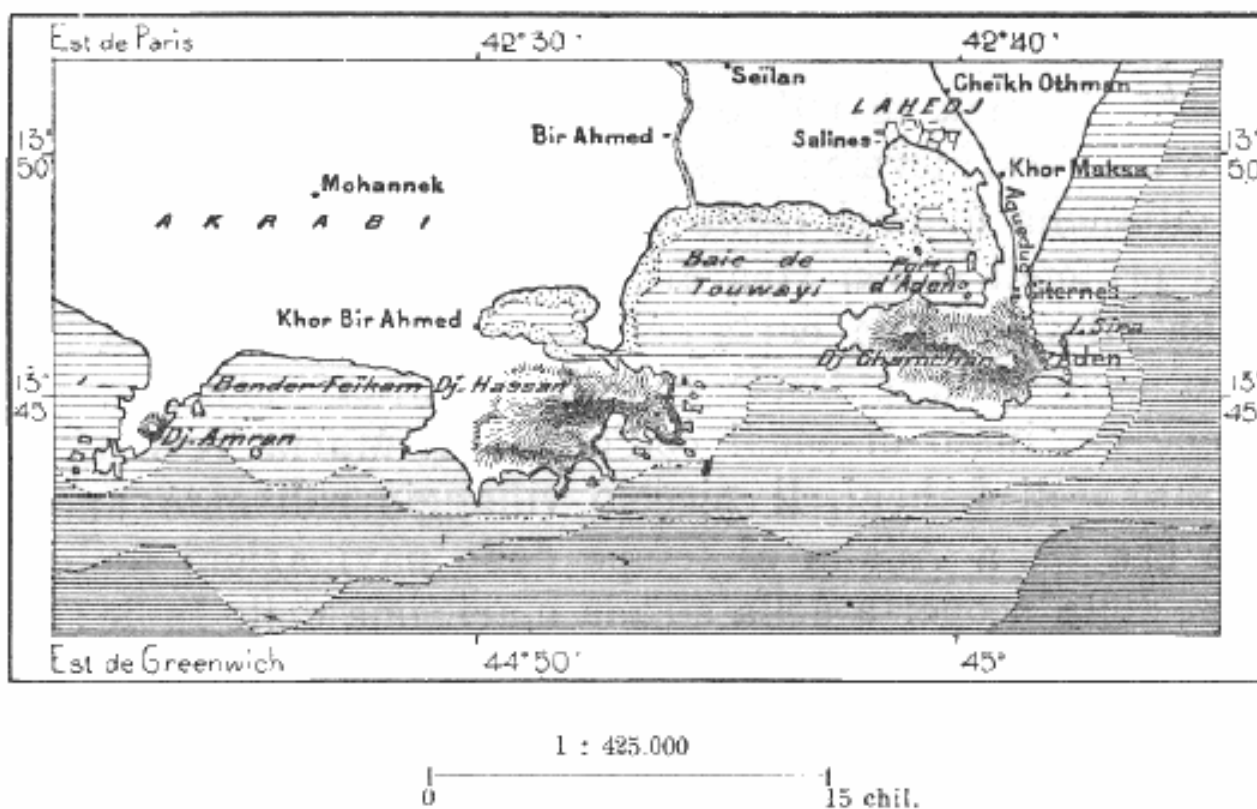 Est de Paris 42°30' 42°40'
Seïlan
Cheïkh Othman
LAHEDJ
Bir Ahmed
Salines
13° 50' 13° 50
Khor Maksa
Mohannek
AKRABI
Aqueduc
Baie de Touwayi
Port d'Aden
Citernes
Khor Bir Ahmed
I. Sira
Dj. Chamchan
Aden
13° 45' 13° 45
Bender Feïkam
Dj. Hassan
Dj. Amran
Est de Greenwich 44°50' 45°
1 : 425.000
0 15 chil.